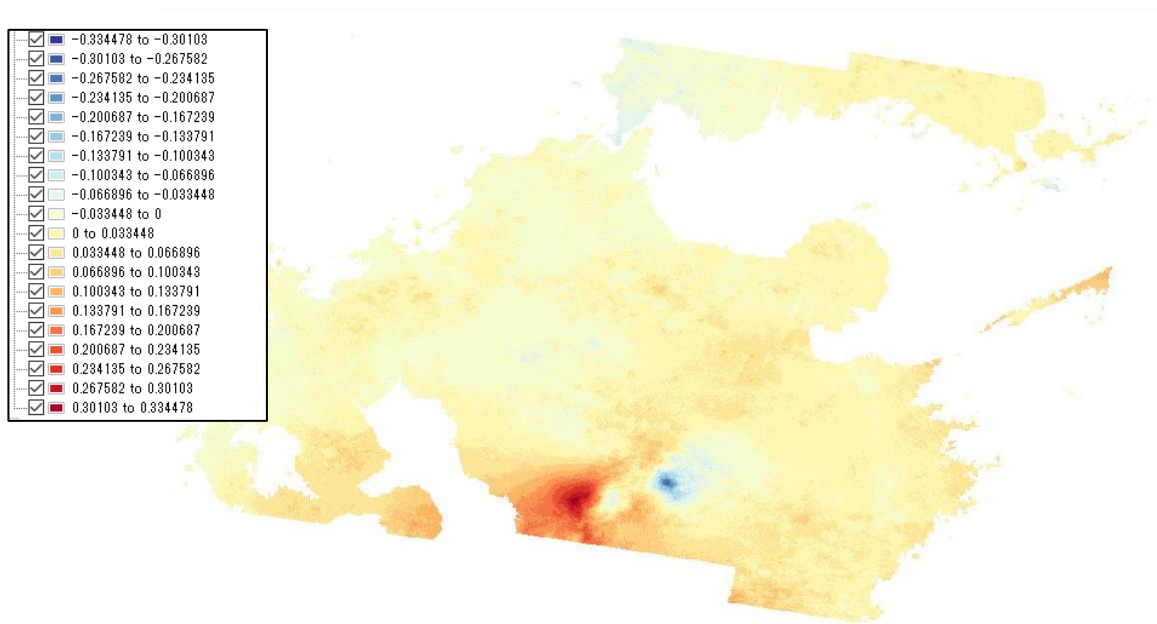 -0.334478 to -0.30103
-0.30103 to -0.267582
-0.267582 to -0.234135
-0.234135 to -0.200687
-0.200687 to -0.167239
-0.167239 to -0.133791
-0.133791 to -0.100343
-0.100343 to -0.066896
-0.066896 to -0.033448
-0.033448 to 0
0 to 0.033448
0.033448 to 0.066896
0.066896 to 0.100343
0.100343 to 0.133791
0.133791 to 0.167239
0.167239 to 0.200687
0.200687 to 0.234135
0.234135 to 0.267582
0.267582 to 0.30103
0.30103 to 0.334478